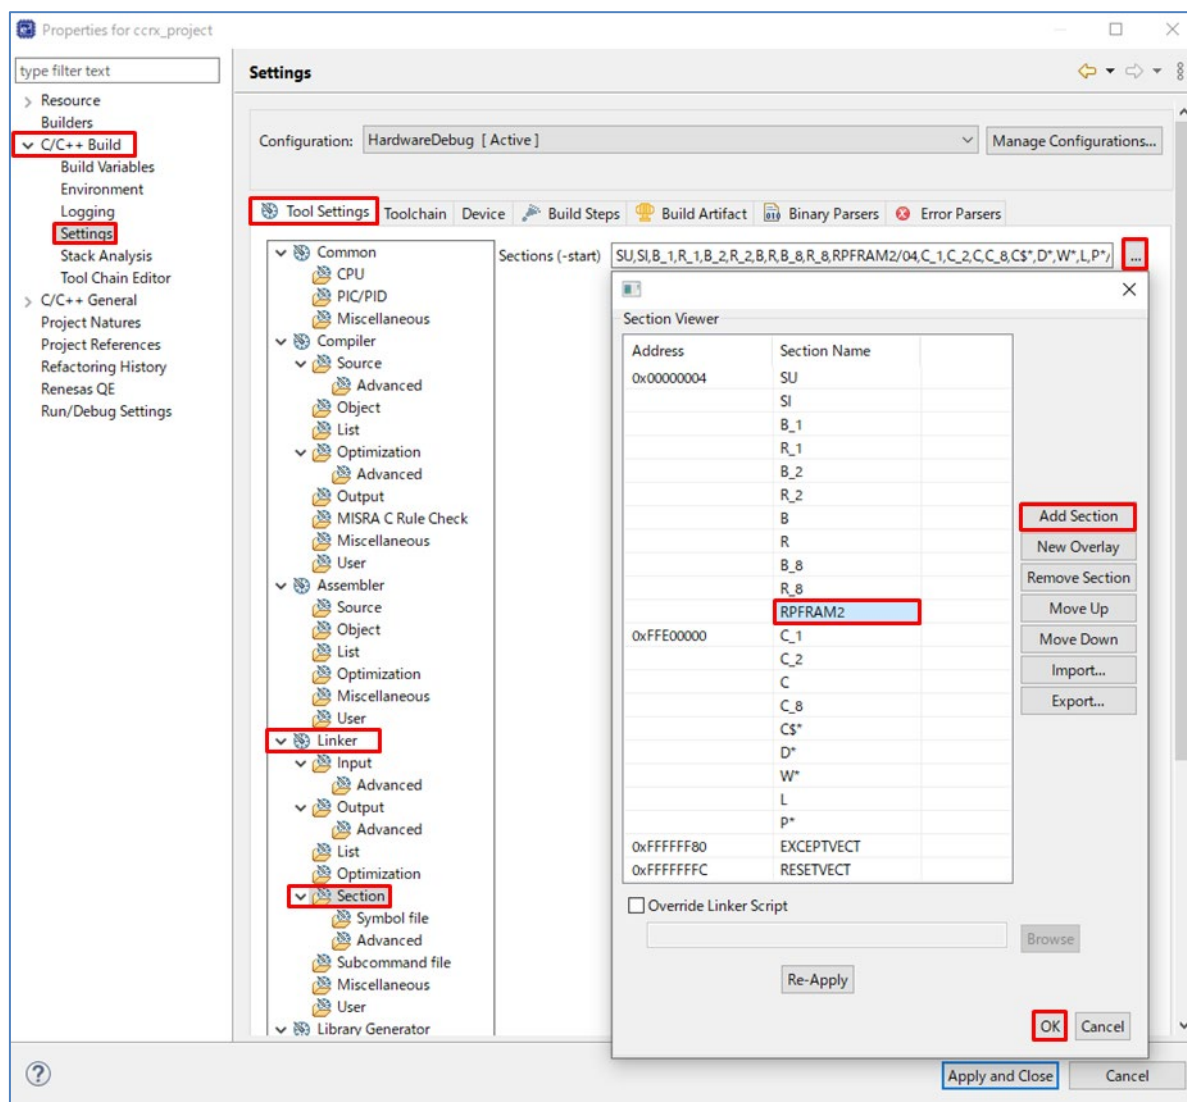 Properties for ccrx_project
type filter text
Resource
Builders
C/C++ Build
Build Variables
Environment
Logging
Settings
Stack Analysis
Tool Chain Editor
C/C++ General
Project Natures
Project References
Refactoring History
Renesas QE
Run/Debug Settings
Settings
Configuration: HardwareDebug [ Active ] Manage Configurations...
Tool Settings Toolchain Device Build Steps Build Artifact Binary Parsers Error Parsers
Common
CPU
PIC/PID
Miscellaneous
Compiler
Source
Advanced
Object
List
Optimization
Advanced
Output
MISRA C Rule Check
Miscellaneous
User
Assembler
Source
Object
List
Optimization
Miscellaneous
User
Linker
Input
Advanced
Output
Advanced
List
Optimization
Section
Symbol file
Advanced
Subcommand file
Miscellaneous
User
Library Generator
Sections (-start) SU,SI,B_1,R_1,B_2,R_2,B,R,B_8,R_8,RPFRAM2/04,C_1,C_2,C,C_8,C$*,D*,W*,L,P*/ ...
Section Viewer
Address Section Name
0x00000004 SU
SI
B_1
R_1
B_2
R_2
B
R
B_8
R_8
RPFRAM2
0xFFE00000 C_1
C_2
C
C_8
C$*
D*
W*
L
P*
0xFFFFFF80 EXCEPTVECT
0xFFFFFFFC RESETVECT
Add Section
New Overlay
Remove Section
Move Up
Move Down
Import...
Export...
Override Linker Script
Browse
Re-Apply
OK Cancel
? Apply and Close Cancel